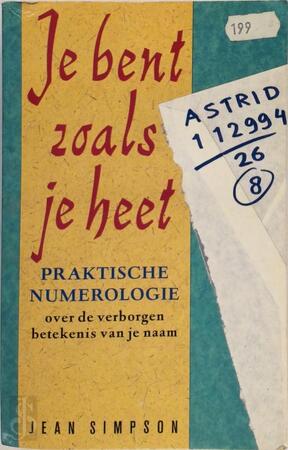 199
Je bent
zoals
je heet
ASTRID
112994
26
8
PRAKTISCHE
NUMEROLOGIE
over de verborgen
betekenis van je naam
JEAN SIMPSON